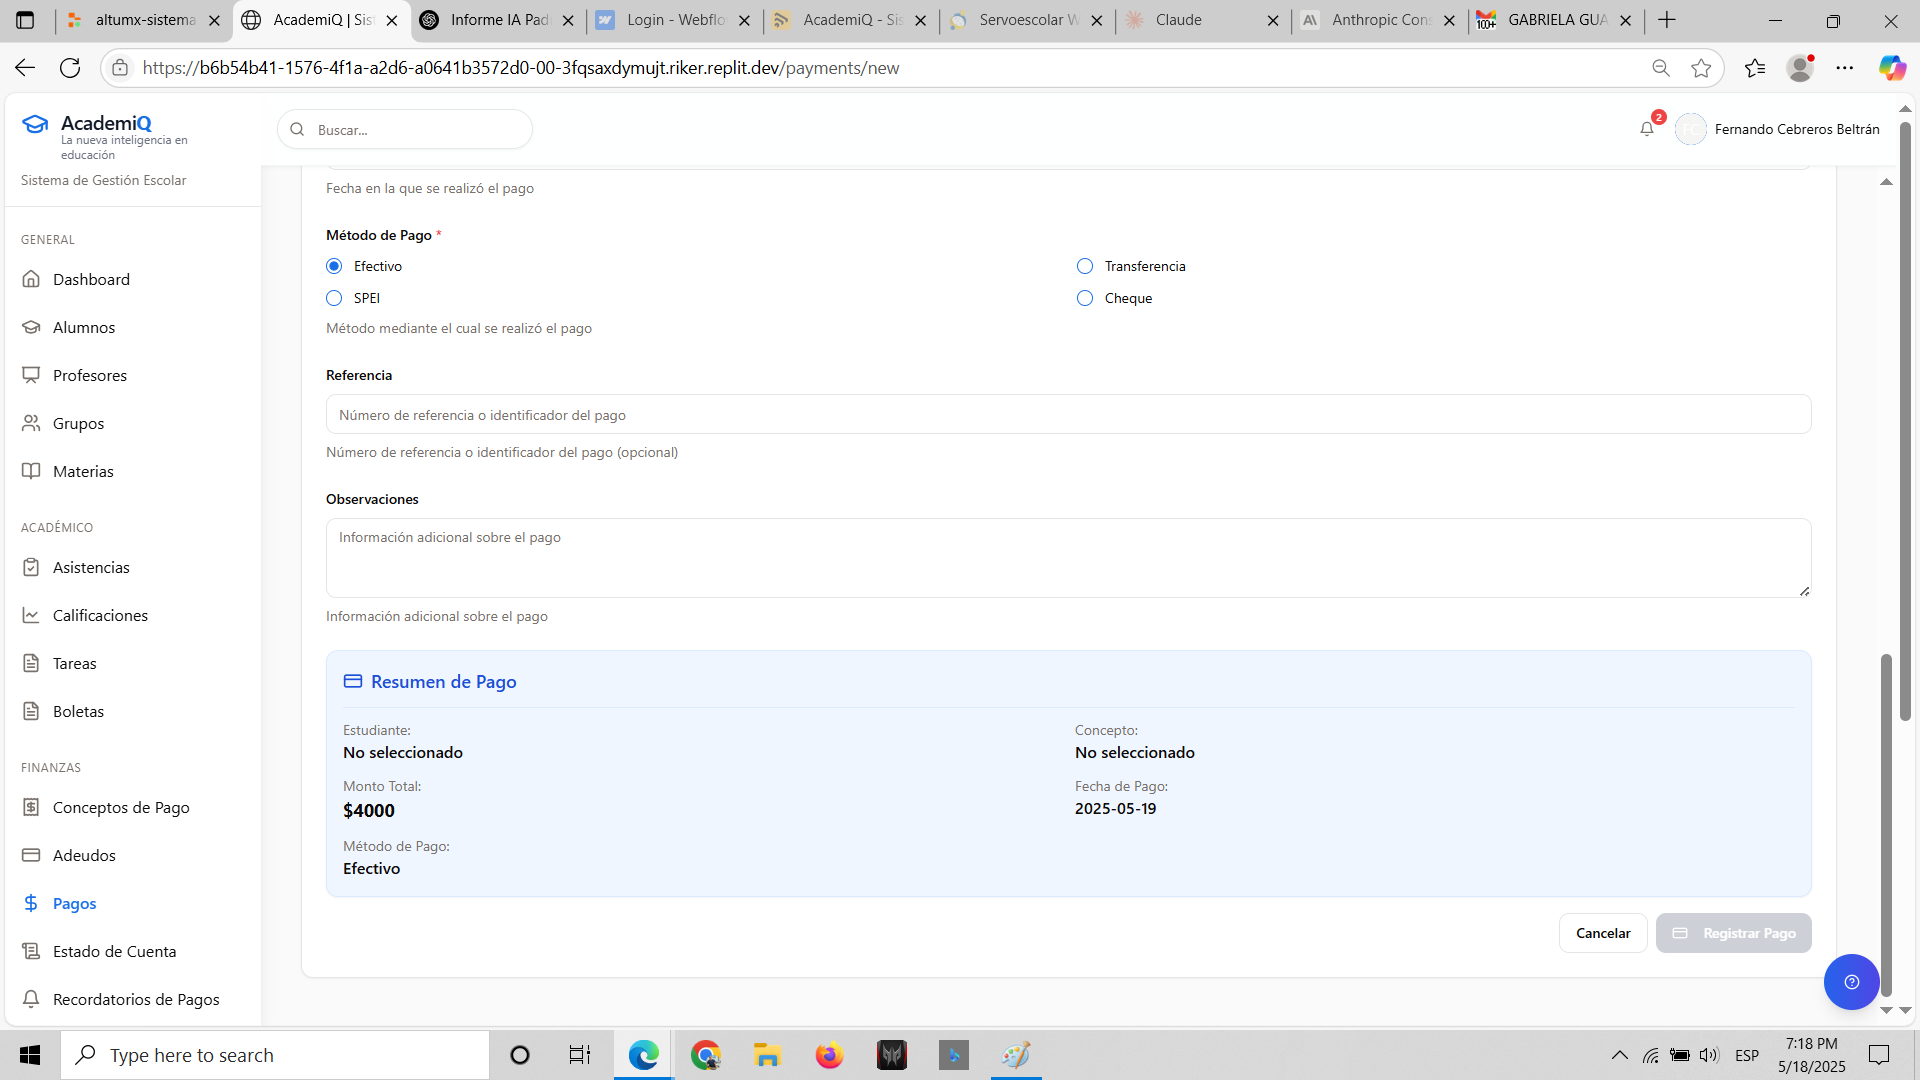 altumx-sistema
AcademiQ | Sist
Informe IA Pad
Login - Webflo
AcademiQ - Sis
Servoescolar W
Claude
Anthropic Cons
GABRIELA GUA
https://b6b54b41-1576-4f1a-a2d6-a0641b3572d0-00-3fqsaxdymujt.riker.replit.dev/payments/new
AcademiQ
La nueva inteligencia en
educación
Sistema de Gestión Escolar
Buscar...
2
Fernando Cebreros Beltrán
GENERAL
Dashboard
Alumnos
Profesores
Grupos
Materias
ACADÉMICO
Asistencias
Calificaciones
Tareas
Boletas
FINANZAS
Conceptos de Pago
Adeudos
Pagos
Estado de Cuenta
Recordatorios de Pagos
Fecha en la que se realizó el pago
Método de Pago *
Efectivo
Transferencia
SPEI
Cheque
Método mediante el cual se realizó el pago
Referencia
Número de referencia o identificador del pago
Número de referencia o identificador del pago (opcional)
Observaciones
Información adicional sobre el pago
Información adicional sobre el pago
Resumen de Pago
Estudiante:
No seleccionado
Concepto:
No seleccionado
Monto Total:
$4000
Fecha de Pago:
2025-05-19
Método de Pago:
Efectivo
Cancelar
Registrar Pago
Type here to search
ESP
7:18 PM
5/18/2025